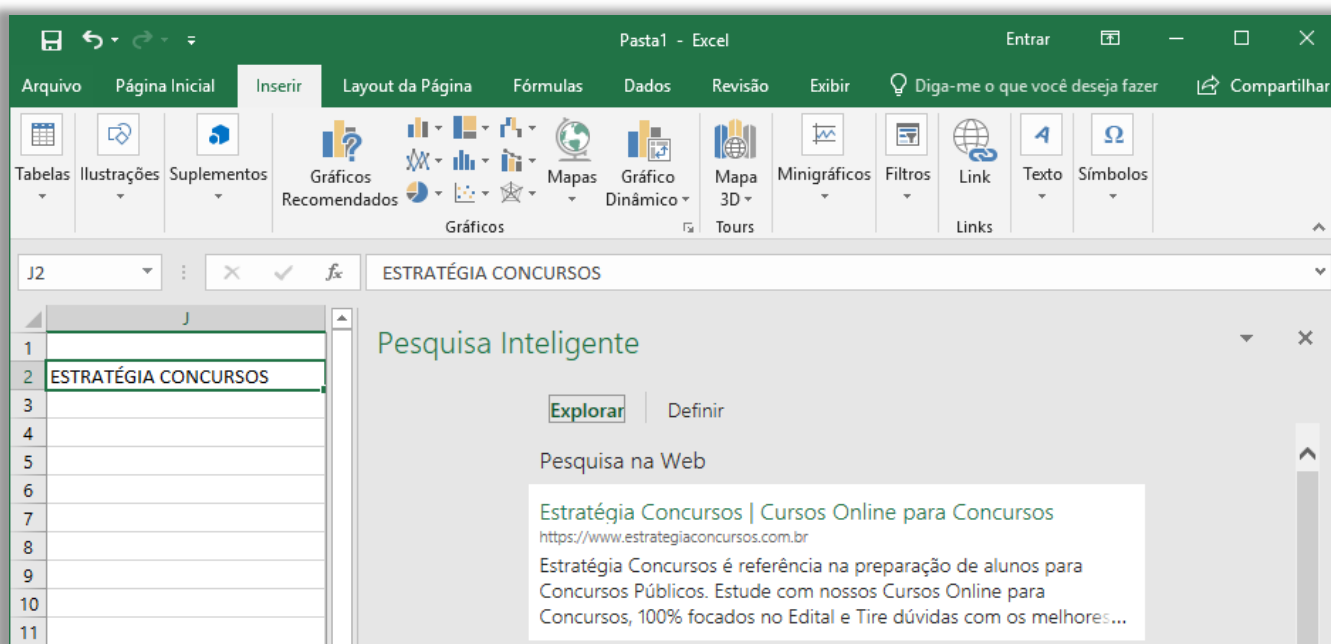 Pasta1 - Excel
Entrar
Arquivo Página Inicial Inserir Layout da Página Fórmulas Dados Revisão Exibir Diga-me o que você deseja fazer Compartilhar
Tabelas Ilustrações Suplementos Gráficos Recomendados Mapas Gráfico Dinâmico Mapa 3D Minigráficos Filtros Link Texto Símbolos
Gráficos Tours Links
J2 fx ESTRATÉGIA CONCURSOS
J
1
2 ESTRATÉGIA CONCURSOS
3
4
5
6
7
8
9
10
11
Pesquisa Inteligente
Explorar Definir
Pesquisa na Web
Estratégia Concursos | Cursos Online para Concursos
https://www.estrategiaconcursos.com.br
Estratégia Concursos é referência na preparação de alunos para
Concursos Públicos. Estude com nossos Cursos Online para
Concursos, 100% focados no Edital e Tire dúvidas com os melhores...